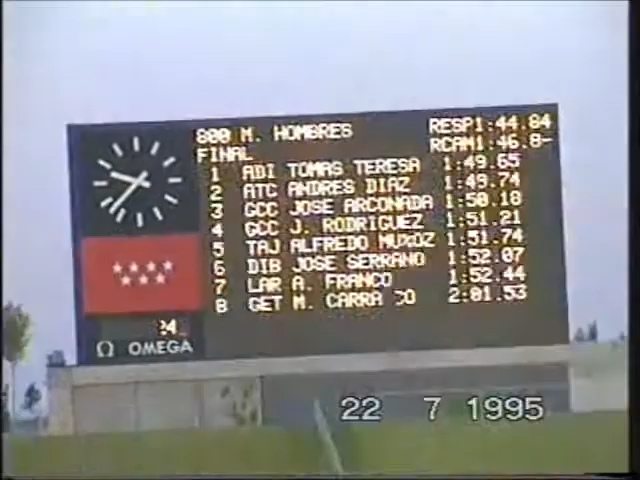 800 M. HOMBRES RESP1:44.84
FINAL RCAM1:46.8-
1 ADI TOMAS TERESA 1:49.65
2 ATC ANDRES DIAZ 1:49.74
3 GCC JOSE ARCONADA 1:50.18
4 GCC J. RODRIGUEZ 1:51.21
5 TAJ ALFREDO MUÑOZ 1:51.74
6 DIB JOSE SERRANO 1:52.07
7 LAR A. FRANCO 1:52.44
8 GET M. 2:01.53
Ω OMEGA
22 7 1995